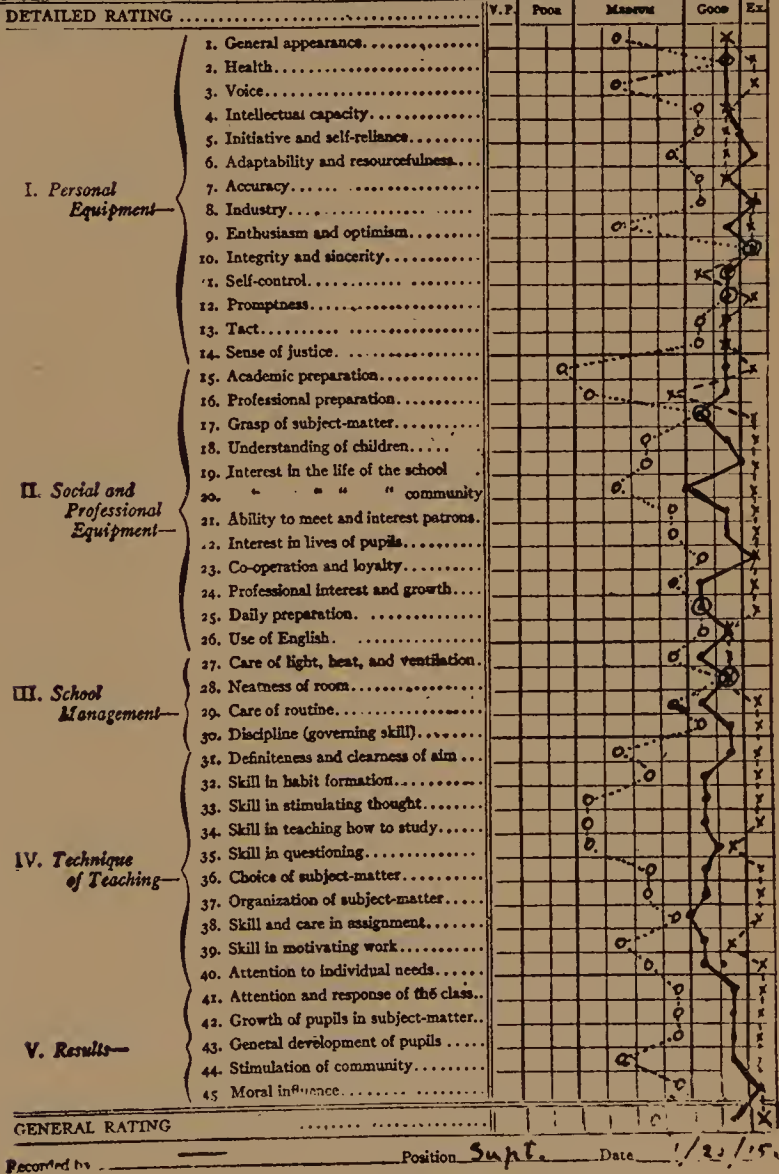 DETAILED RATING V.P. POOR MEDIUM GOOD EX.
1. General appearance
2. Health
3. Voice
4. Intellectual capacity
5. Initiative and self-reliance
6. Adaptability and resourcefulness
I. Personal Equipment—
7. Accuracy
8. Industry
9. Enthusiasm and optimism
10. Integrity and sincerity
1. Self-control
12. Promptness
13. Tact
14. Sense of justice.
15. Academic preparation
16. Professional preparation
17. Grasp of subject-matter
18. Understanding of children
19. Interest in the life of the school
II. Social and Professional Equipment—
20. “ “ “ “ community
21. Ability to meet and interest patrons.
.2. Interest in lives of pupils
23. Co-operation and loyalty
24. Professional interest and growth
25. Daily preparation.
26. Use of English.
27. Care of light, heat, and ventilation.
III. School Management—
28. Neatness of room
29. Care of routine
30. Discipline (governing skill)
31. Definiteness and clearness of aim
32. Skill in habit formation
33. Skill in stimulating thought
34. Skill in teaching how to study
IV. Technique of Teaching—
35. Skill in questioning
36. Choice of subject-matter
37. Organization of subject-matter
38. Skill and care in assignment
39. Skill in motivating work
40. Attention to individual needs
41. Attention and response of the class
42. Growth of pupils in subject-matter
V. Results—
43. General development of pupils
44. Stimulation of community
45 Moral influence
GENERAL RATING
Recorded by Position Supt. Date /15